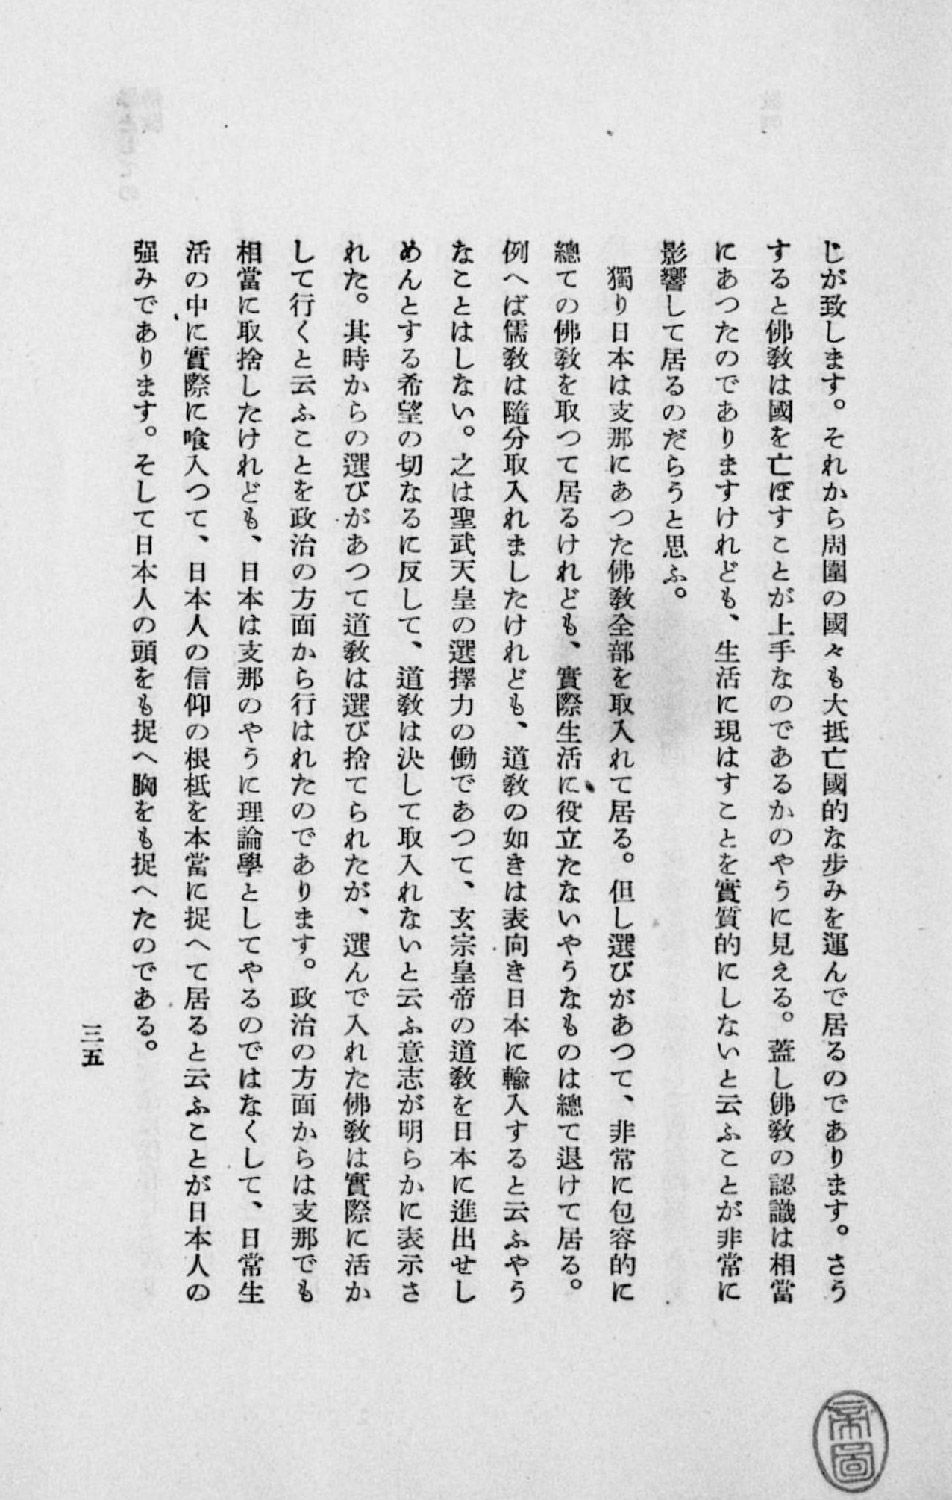 じが致します。それから周圍の國々も大抵亡國的な步みを運んで居るのであります。さう
すると佛敎は國を亡ぼすことが上手なのであるかのやうに見える。蓋し佛敎の認識は相當
にあつたのでありますけれども、生活に現はすことを實質的にしないと云ふことが非常に
影響して居るのだらうと思ふ。
獨り日本は支那にあつた佛敎全部を取入れて居る。但し選びがあつて、非常に包容的に
總ての佛敎を取つて居るけれども、實際生活に役立たないやうなものは總て退けて居る。
例へば儒敎は隨分取入れましたけれども、道敎の如きは表向き日本に輸入すると云ふやう
なことはしない。之は聖武天皇の選擇力の働であつて、玄宗皇帝の道敎を日本に進出せし
めんとする希望の切なるに反して、道敎は決して取入れないと云ふ意志が明らかに表示さ
れた。其時からの選びがあつて道敎は選び捨てられたが、選んで入れた佛敎は實際に活か
して行くと云ふことを政治の方面から行はれたのであります。政治の方面からは支那でも
相當に取捨したけれども、日本は支那のやうに理論學としてやるのではなくして、日常生
活の中に實際に喰入つて、日本人の信仰の根柢を本當に捉へて居ると云ふことが日本人の
强みであります。そして日本人の頭をも捉へ胸をも捉へたのである。
三五
帝圖